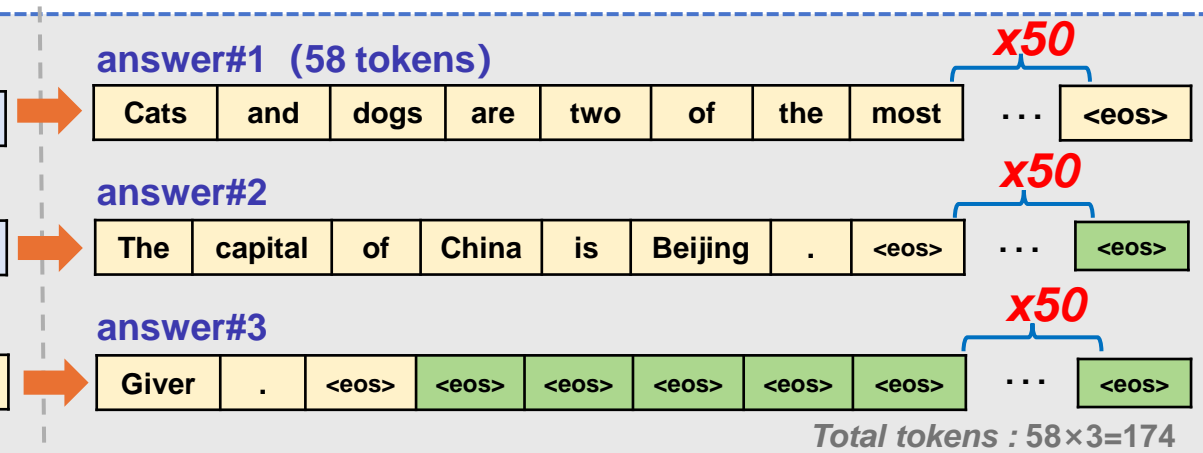 answer#1 (58 tokens)
x50
Cats and dogs are two of the most ... <eos>
answer#2
x50
The capital of China is Beijing . <eos> ... <eos>
answer#3
x50
Giver . <eos> <eos> <eos> <eos> <eos> <eos> ... <eos>
Total tokens : 58×3=174